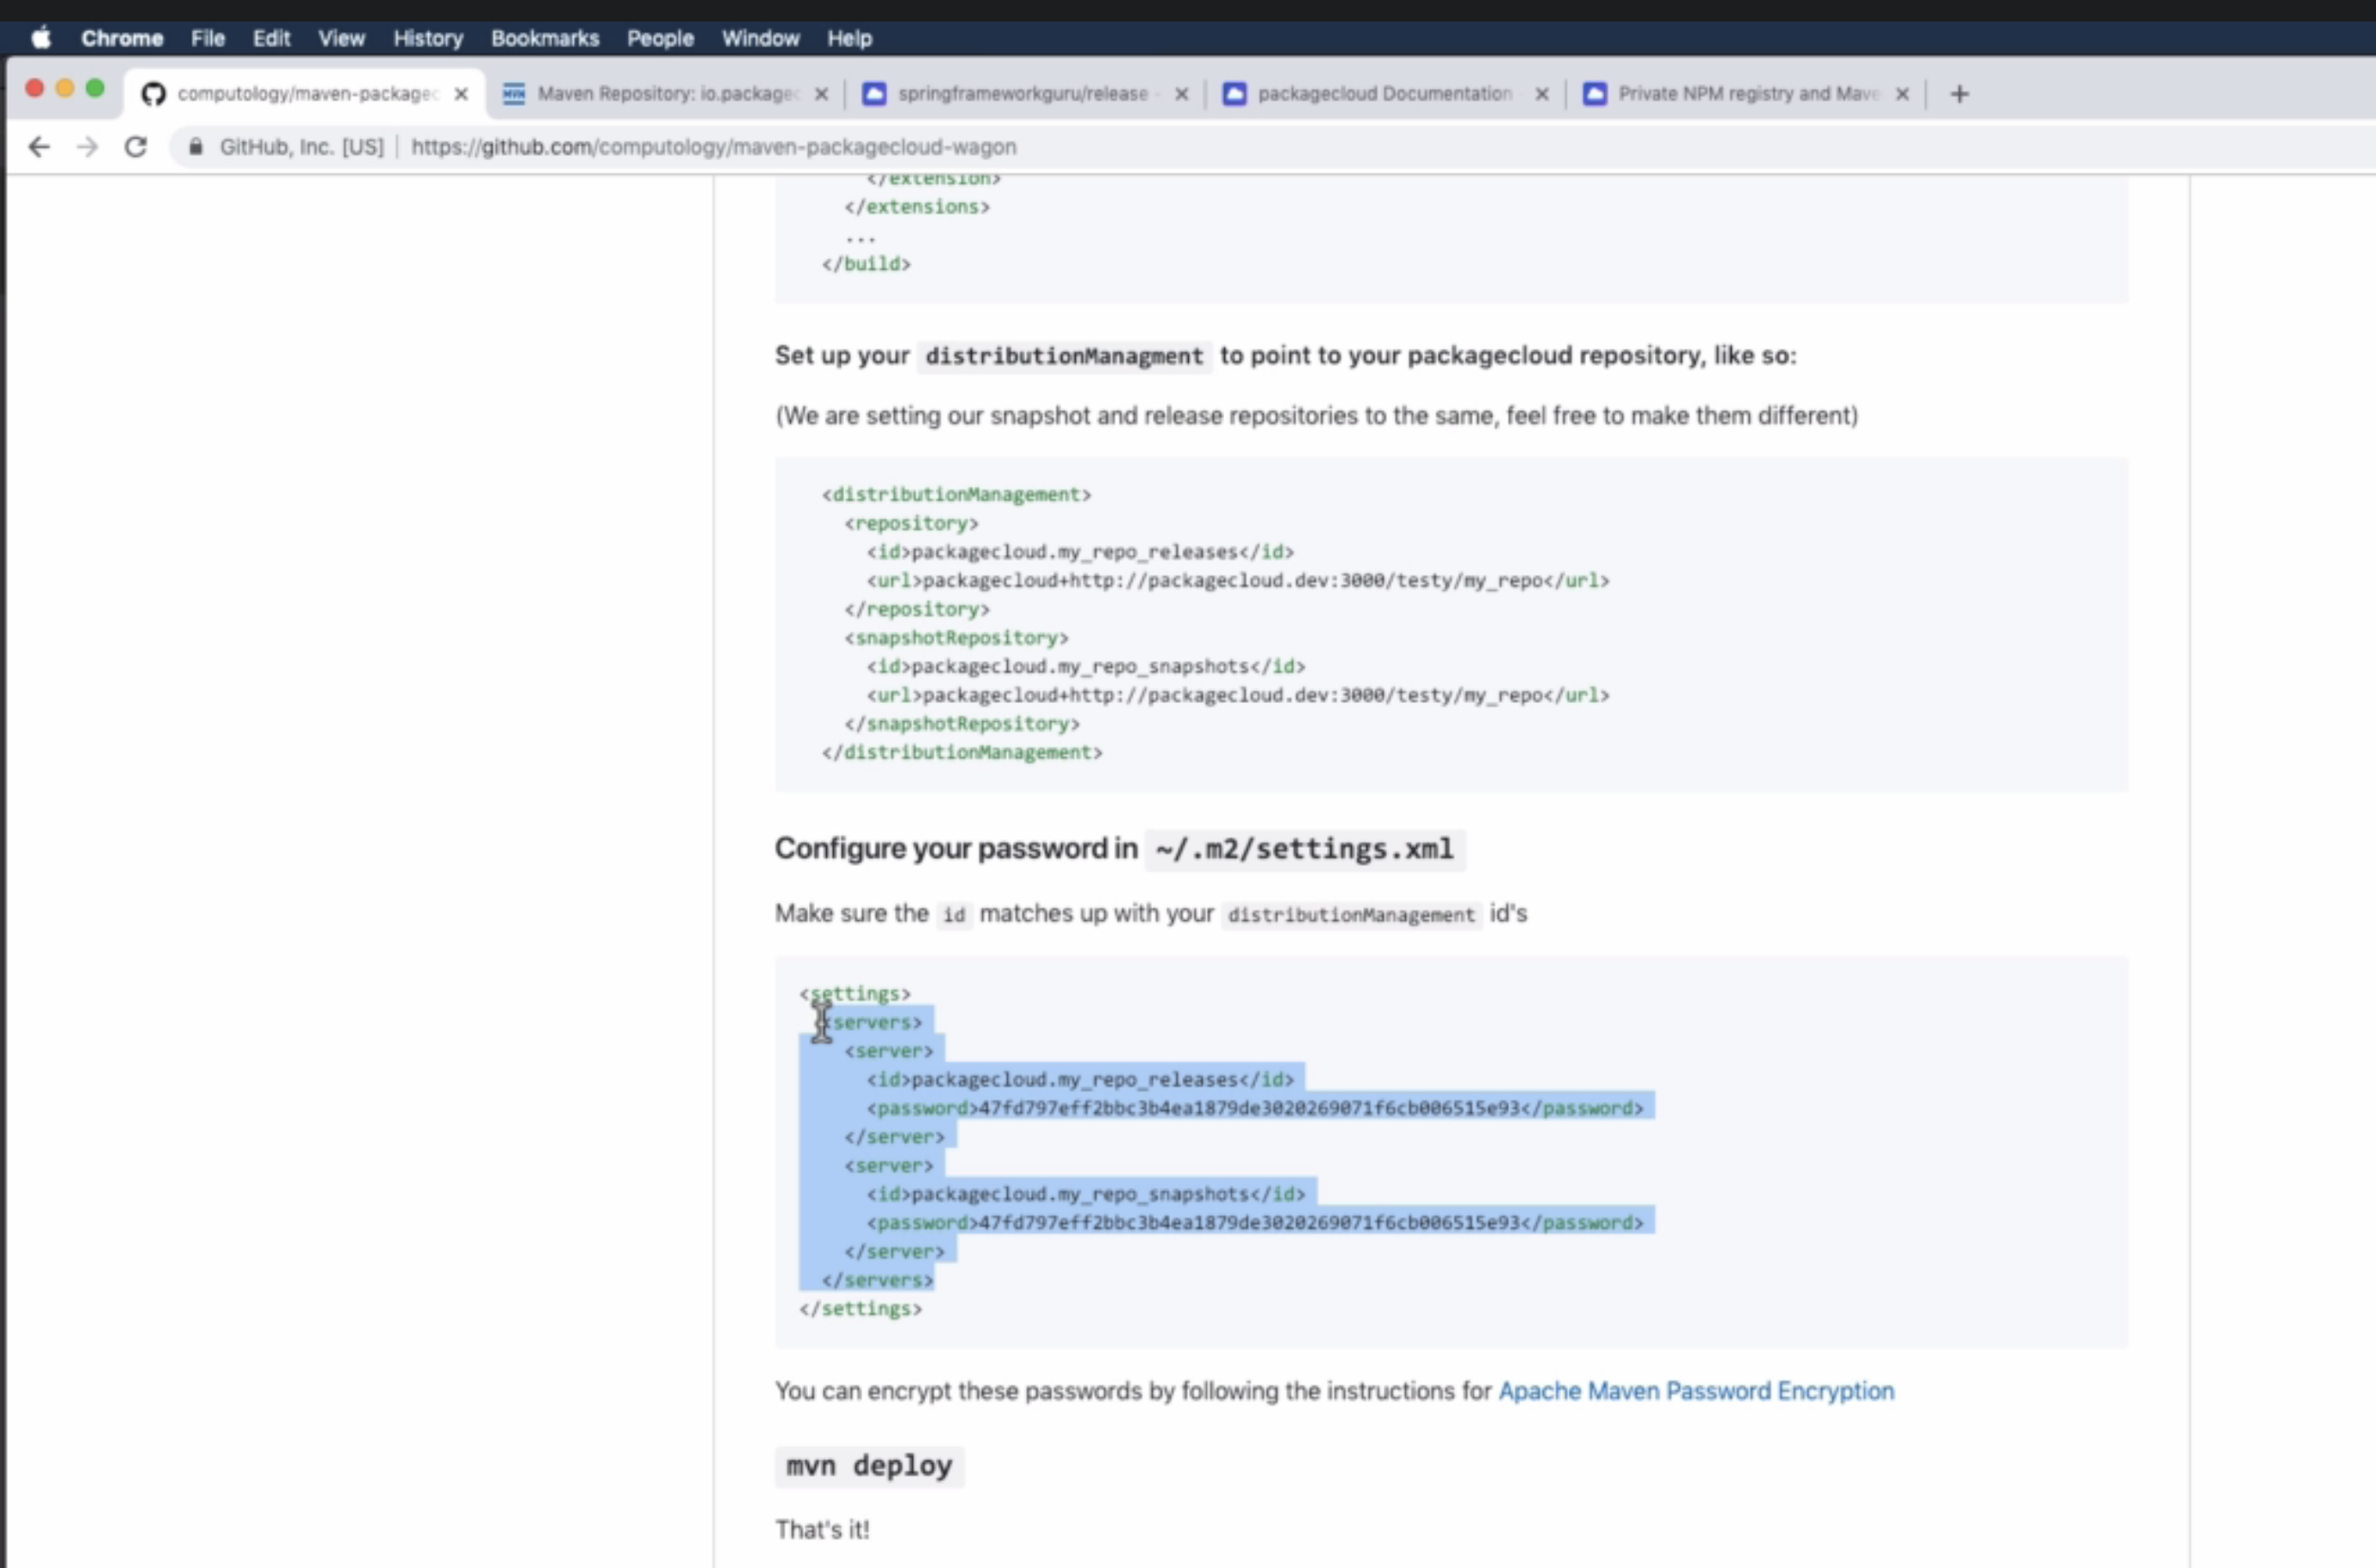 Chrome File Edit View History Bookmarks People Window Help
computology/maven-packagec Maven Repository: io.packagec springframeworkguru/release - packagecloud Documentation Private NPM registry and Mave
GitHub, Inc. [US] https://github.com/computology/maven-packagecloud-wagon
</extension>
</extensions>
...
</build>
Set up your distributionManagment to point to your packagecloud repository, like so:
(We are setting our snapshot and release repositories to the same, feel free to make them different)
<distributionManagement>
<repository>
<id>packagecloud.my_repo_releases</id>
<url>packagecloud+http://packagecloud.dev:3000/testy/my_repo</url>
</repository>
<snapshotRepository>
<id>packagecloud.my_repo_snapshots</id>
<url>packagecloud+http://packagecloud.dev:3000/testy/my_repo</url>
</snapshotRepository>
</distributionManagement>
Configure your password in ~/.m2/settings.xml
Make sure the id matches up with your distributionManagement id's
<settings>
<servers>
<server>
<id>packagecloud.my_repo_releases</id>
<password>47fd797eff2bbc3b4ea1879de3020269071f6cb006515e93</password>
</server>
<server>
<id>packagecloud.my_repo_snapshots</id>
<password>47fd797eff2bbc3b4ea1879de3020269071f6cb006515e93</password>
</server>
</servers>
</settings>
You can encrypt these passwords by following the instructions for Apache Maven Password Encryption
mvn deploy
That's it!